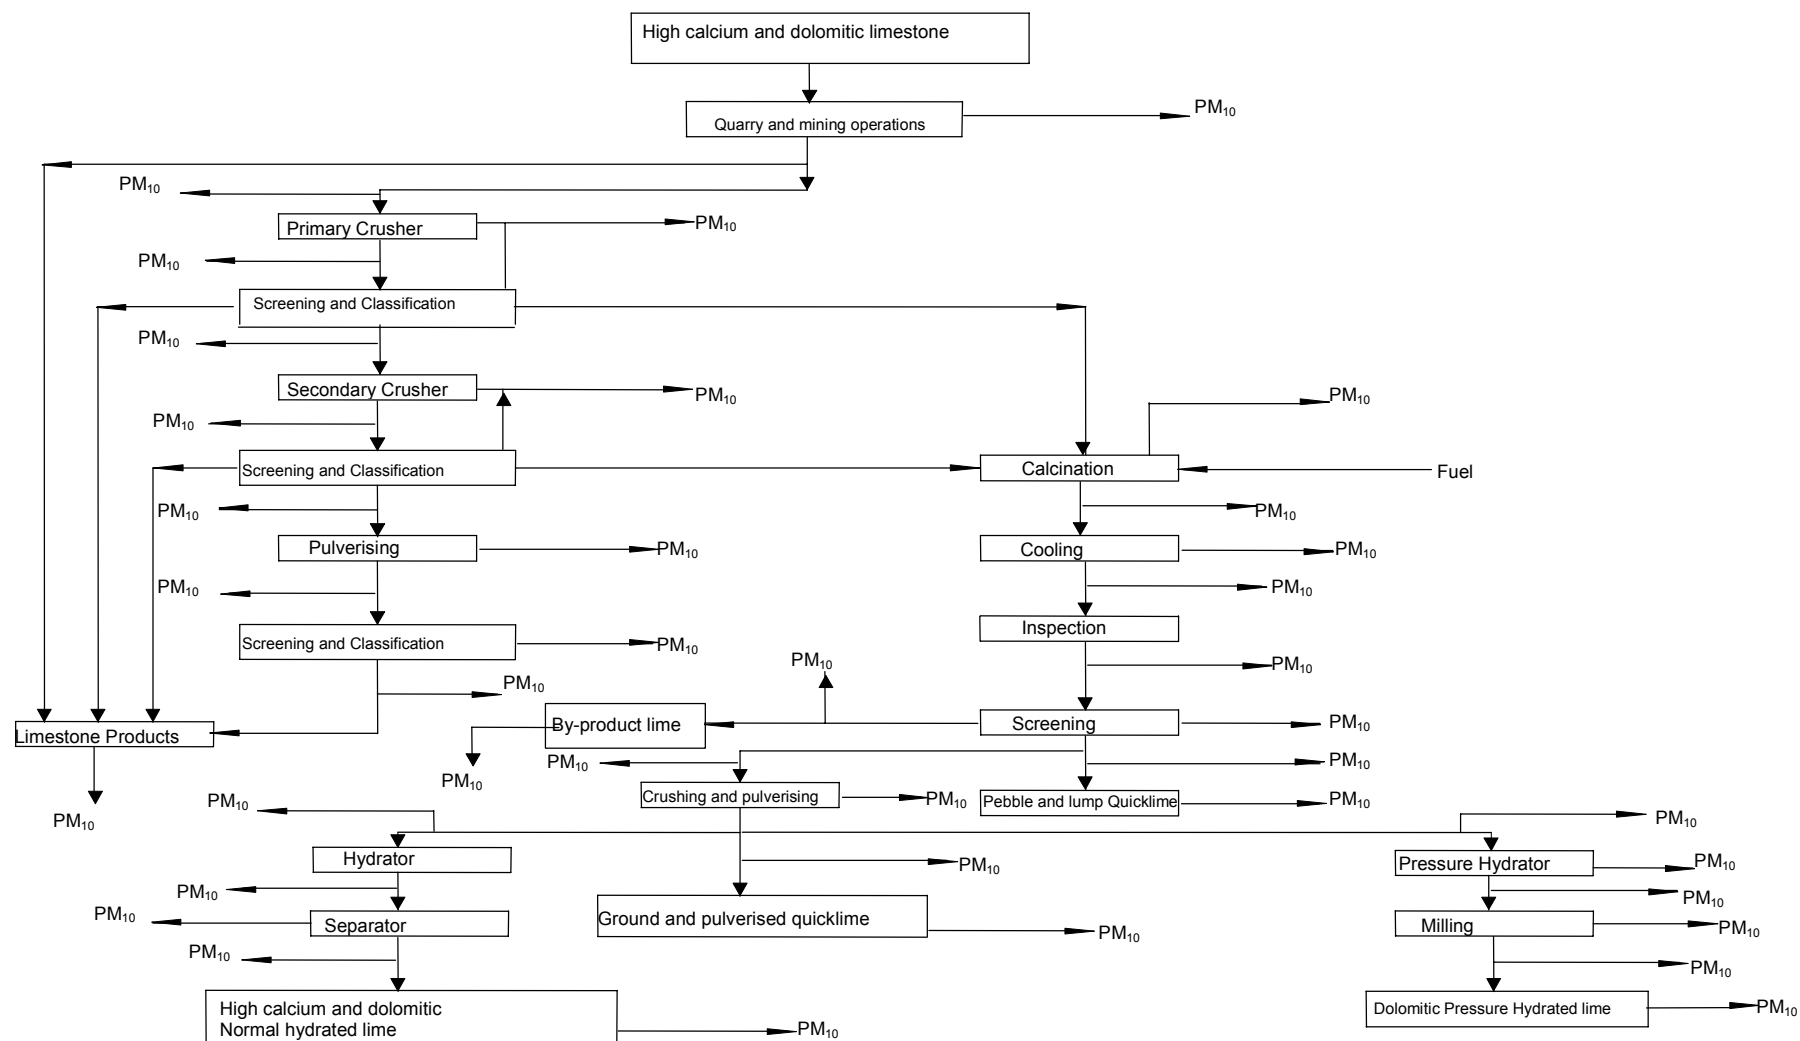 High calcium and dolomitic limestone
PM10
Quarry and mining operations
PM10
PM10
Primary Crusher
PM10
Screening and Classification
PM10
Secondary Crusher
PM10
PM10
PM10
Screening and Classification
Calcination
Fuel
PM10
PM10
Pulverising
PM10
Cooling
PM10
PM10
PM10
Screening and Classification
PM10
Inspection
PM10
PM10
PM10
Limestone Products
By-product lime
Screening
PM10
PM10
PM10
PM10
Crushing and pulverising
PM10
Pebble and lump Quicklime
PM10
PM10
PM10
PM10
Hydrator
PM10
Pressure Hydrator
PM10
PM10
PM10
PM10
Separator
Ground and pulverised quicklime
PM10
Milling
PM10
PM10
PM10
High calcium and dolomitic
Normal hydrated lime
PM10
Dolomitic Pressure Hydrated lime
PM10